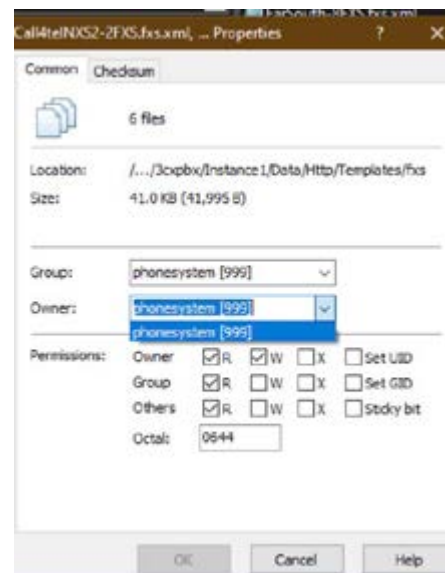 Call4telNXS2-2FXS.fxs.xml, ... Properties ? X
Common Checksum
6 files
Location: /.../3cxpbx/Instance1/Data/Http/Templates/fxs
Size: 41.0 KB (41,995 B)
Group: phonesystem [999]
Owner: phonesystem [999]
phonesystem [999]
Permissions: Owner R W X Set UID
Group R W X Set GID
Others R W X Sticky bit
Octal: 0644
OK Cancel Help